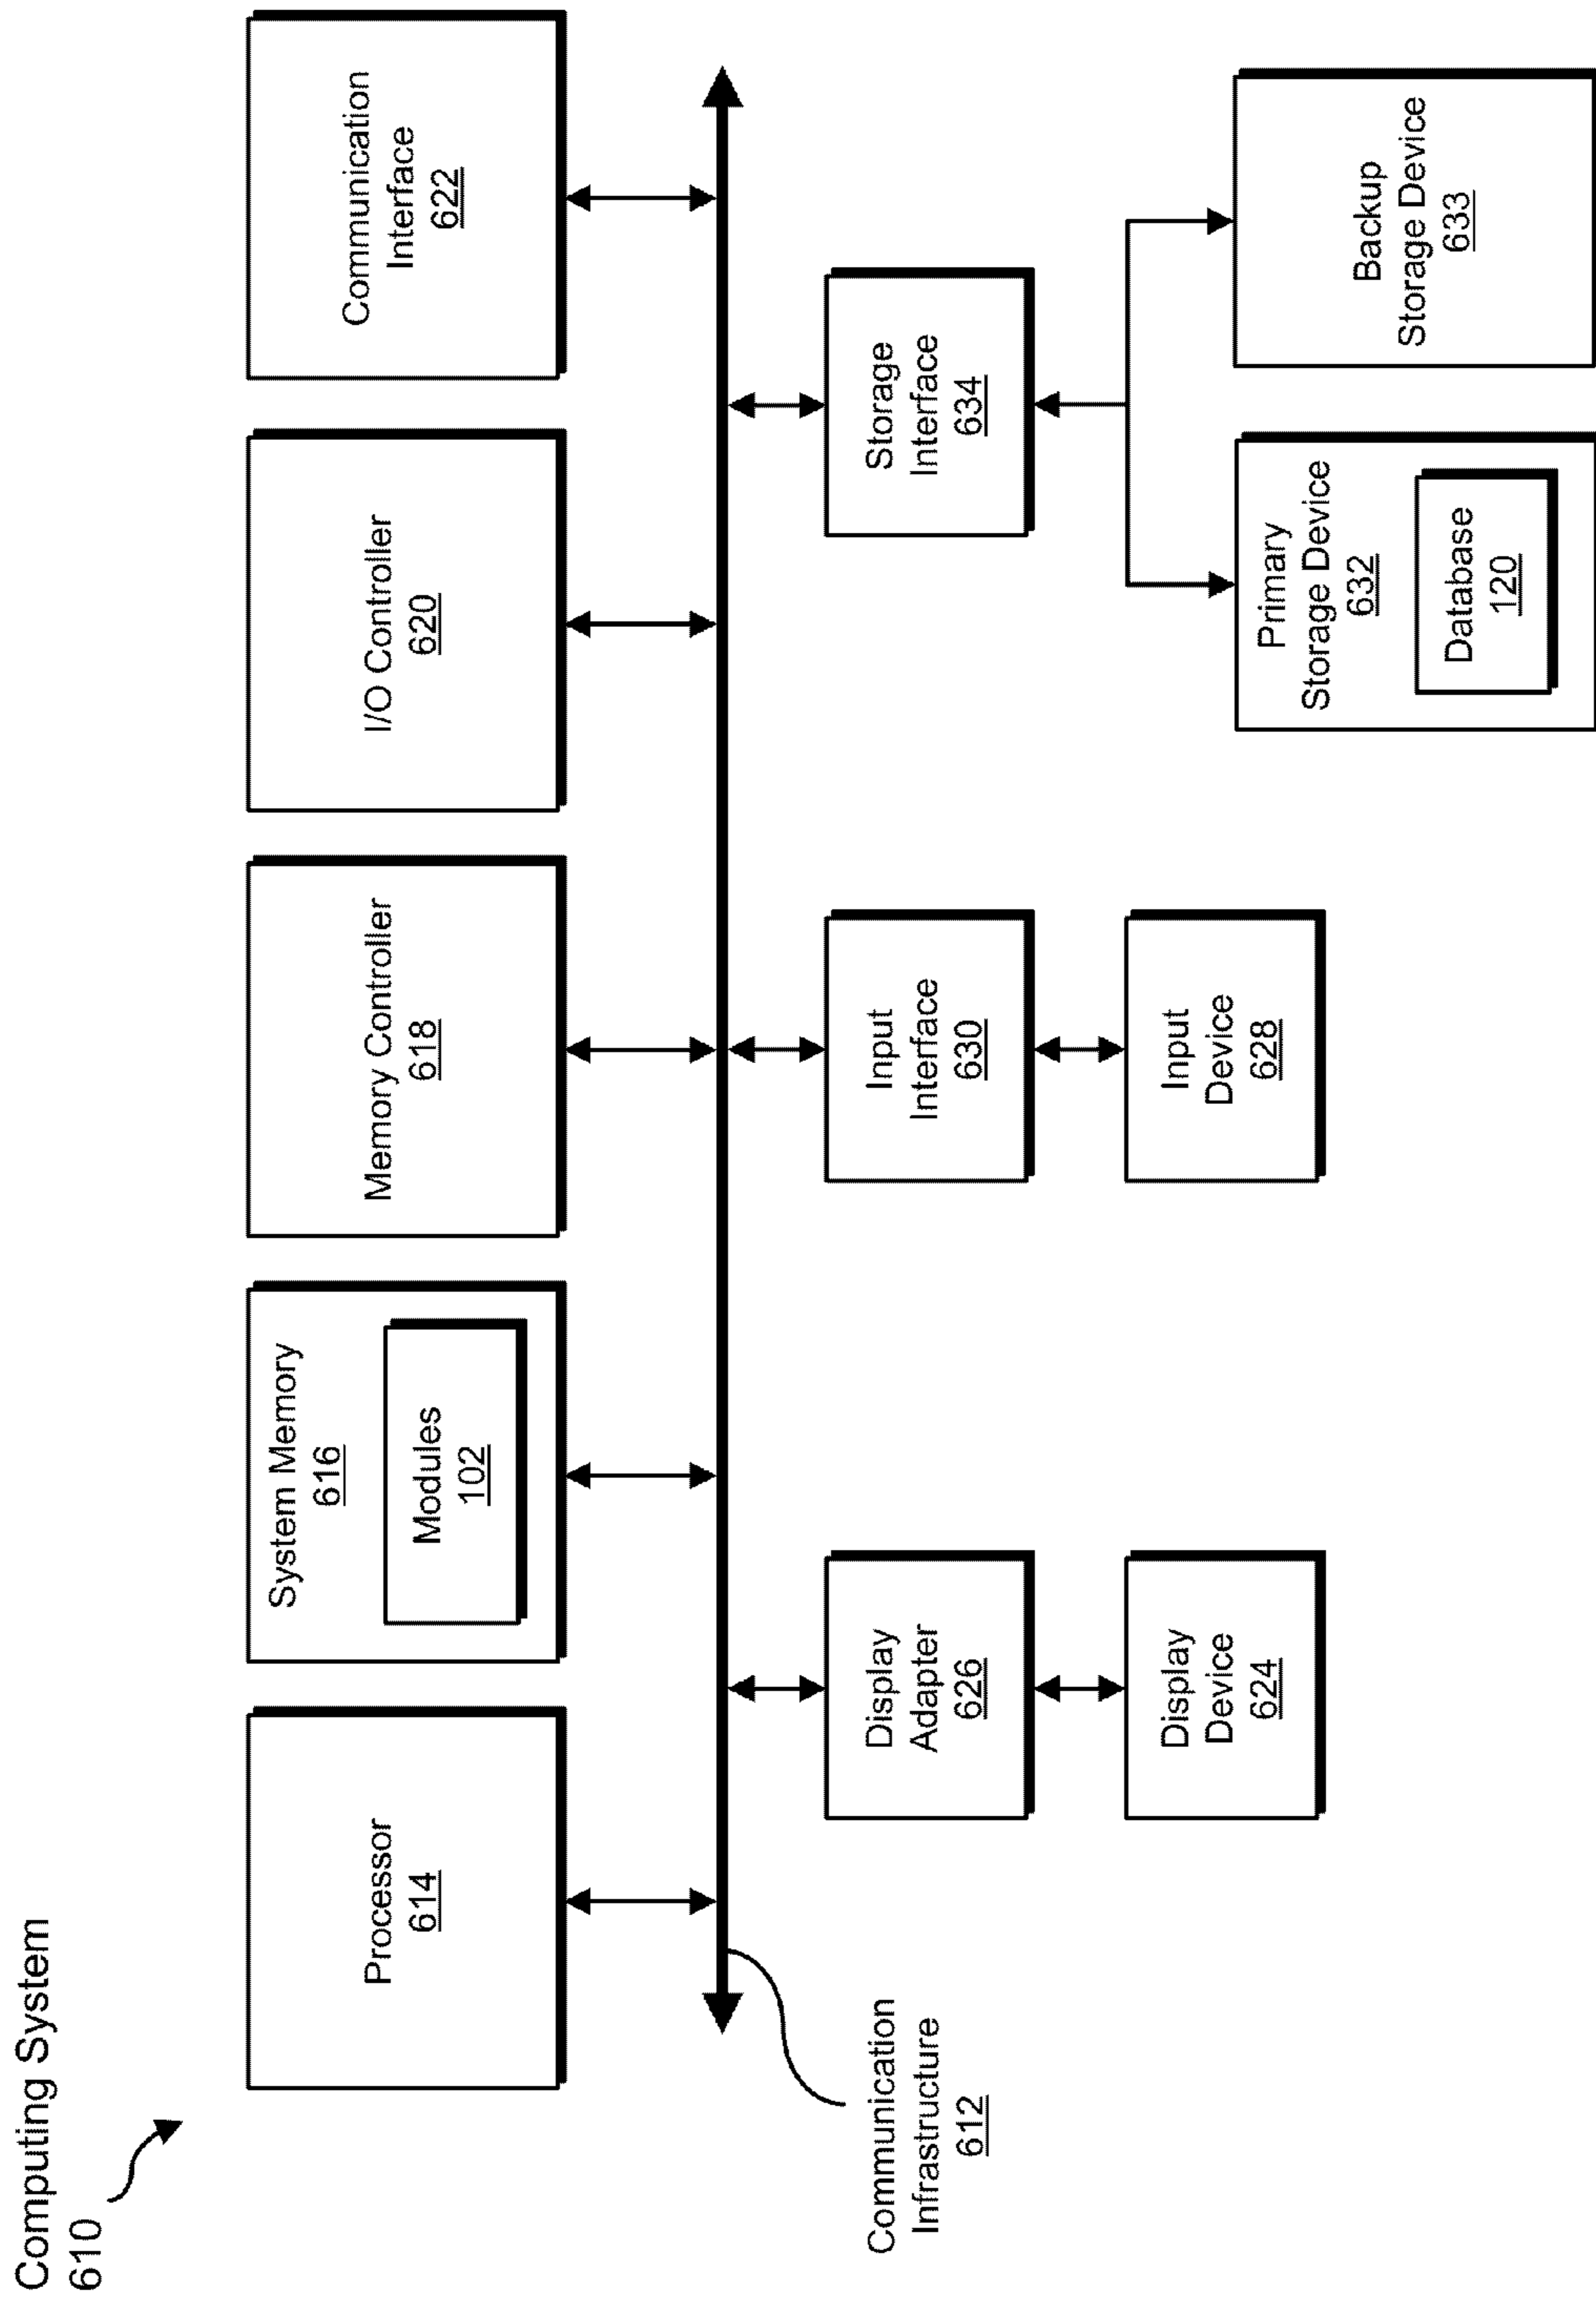 Computing System
610
Processor
614
System Memory
616
Modules
102
Memory Controller
618
I/O Controller
620
Communication
Interface
622
Communication
Infrastructure
612
Display
Adapter
626
Input
Interface
630
Storage
Interface
634
Display
Device
624
Input
Device
628
Primary
Storage Device
632
Database
120
Backup
Storage Device
633